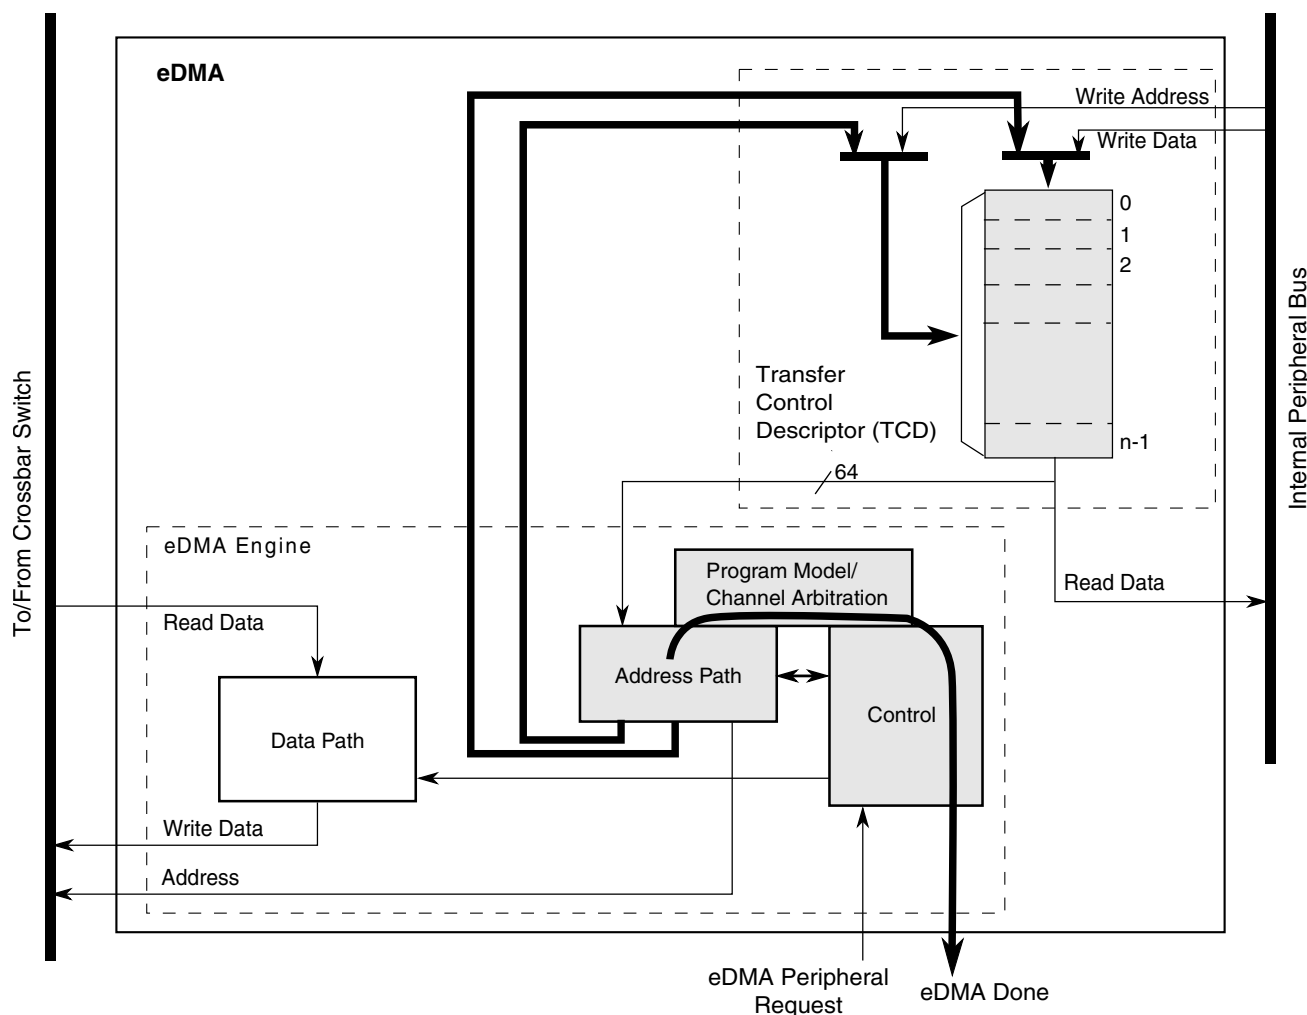 eDMA
Write Address
Write Data
0
1
2
n-1
Transfer
Control
Descriptor (TCD)
64
To/From Crossbar Switch
Internal Peripheral Bus
eDMA Engine
Program Model/
Channel Arbitration
Read Data
Read Data
Address Path
Control
Data Path
Write Data
Address
eDMA Peripheral
Request
eDMA Done